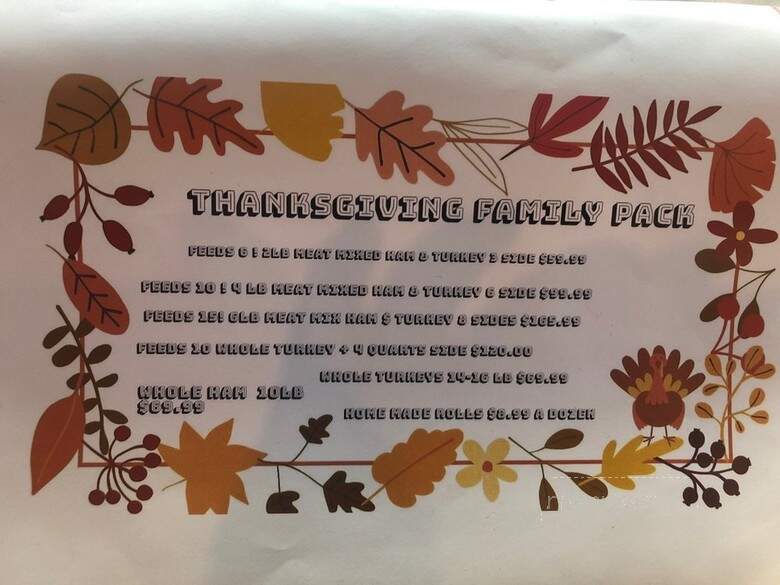 THANKSGIVING FAMILY PACK
FEEDS 6 ! 2LB MEAT MIXED HAM & TURKEY 3 SIDE $59.99
FEEDS 10 ! 4 LB MEAT MIXED HAM & TURKEY 6 SIDE $99.99
FEEDS 15! 6LB MEAT MIX HAM $ TURKEY 8 SIDES $165.99
FEEDS 10 WHOLE TURKEY + 4 QUARTS SIDE $120.00
WHOLE TURKEYS 14-16 LB $69.99
WHOLE HAM 10LB
$69.99
HOME MADE ROLLS $8.99 A DOZEN